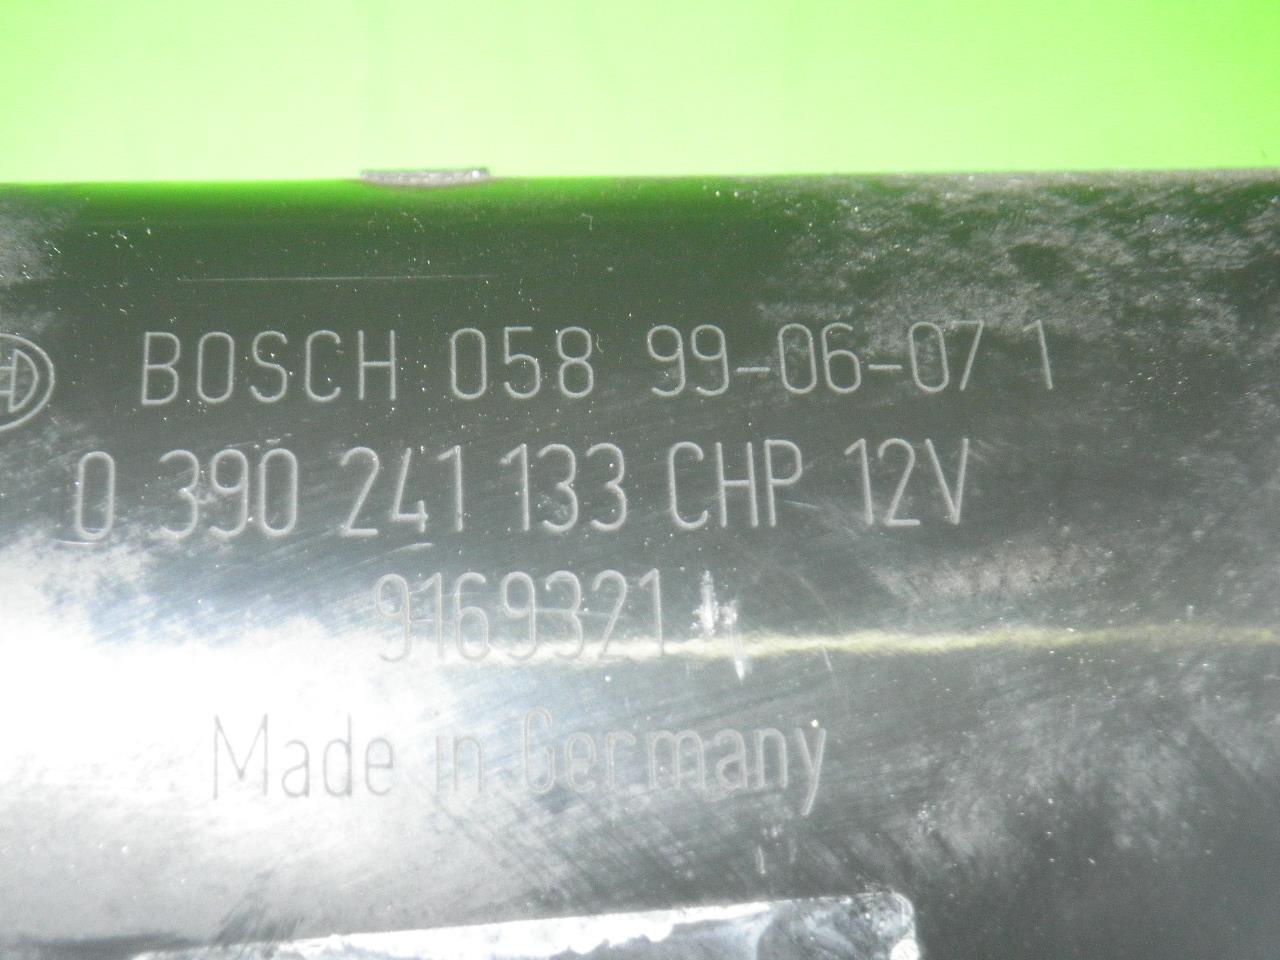 BOSCH 058 99-06-07 1
0 390 241 133 CHP 12V
9169321
Made in Germany